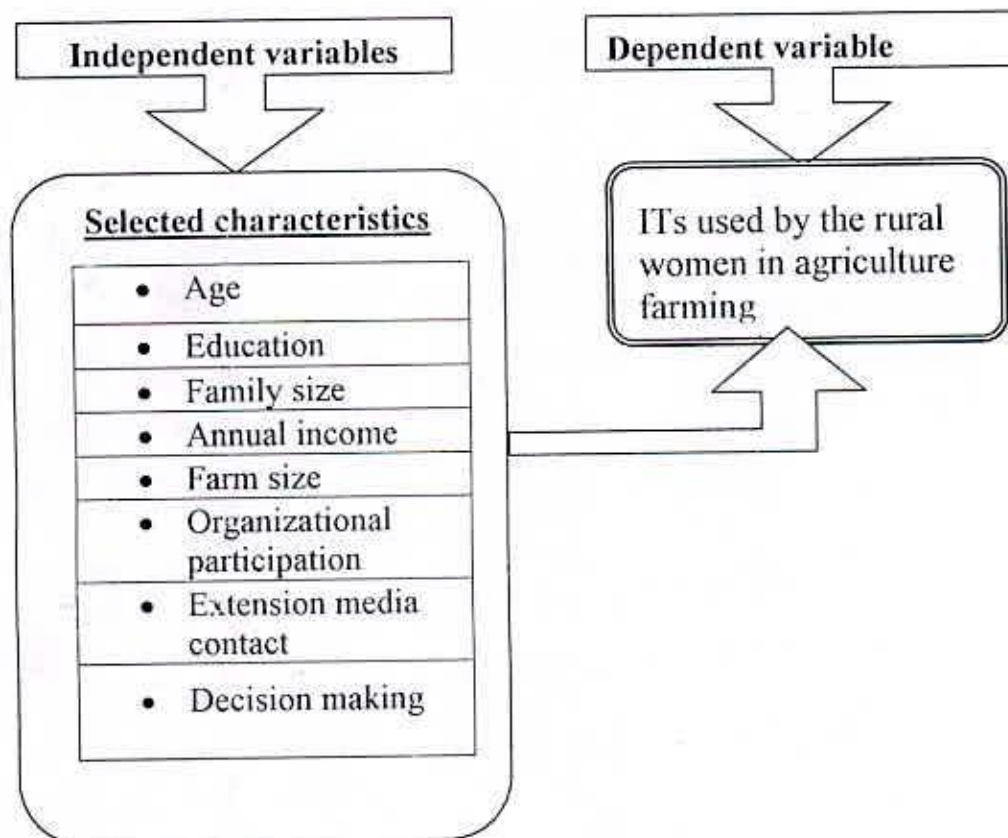 Independent variables
Dependent variable
Selected characteristics
• Age
• Education
• Family size
• Annual income
• Farm size
• Organizational
participation
• Extension media
contact
• Decision making
ITs used by the rural
women in agriculture
farming